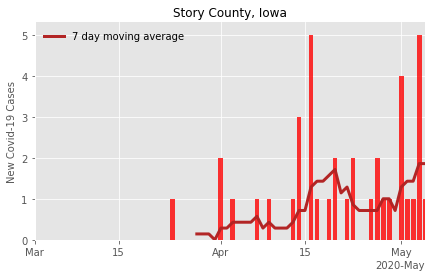 Story County, Iowa
7 day moving average
New Covid-19 Cases
5
4
3
2
1
0
Mar 15 Apr 15 May
2020-May